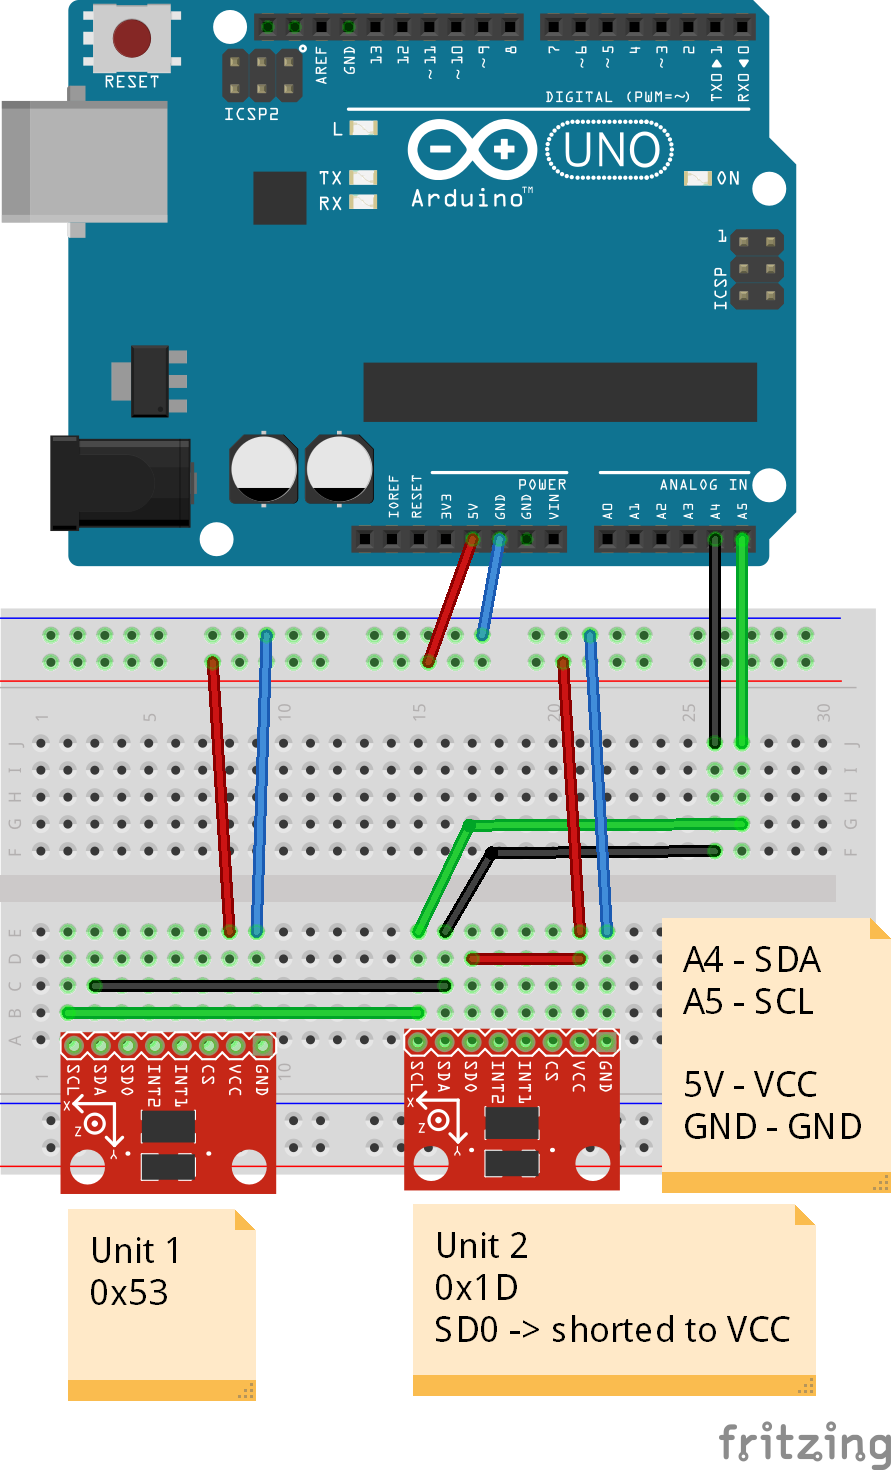 RESET
AREF
GND
13
12
~11
~10
~9
8
7
~6
~5
4
~3
2
TX0 ▶ 1
RX0 ◀ 0
ICSP2
DIGITAL (PWM=~)
L
TX
RX
Arduino™
UNO
ON
1
ICSP
POWER
ANALOG IN
IOREF
RESET
3V3
5V
GND
GND
VIN
A0
A1
A2
A3
A4
A5
1 5 10 15 20 25 30
J J
I I
H H
G G
F F
E
D
C
B
A
1 10
SCL
SDA
SDO
INT2
INT1
CS
VCC
GND
X
Z
Y
SCL
SDA
SDO
INT2
INT1
CS
VCC
GND
X
Z
Y
A4 - SDA
A5 - SCL
5V - VCC
GND - GND
Unit 1
0x53
Unit 2
0x1D
SD0 -> shorted to VCC
fritzing